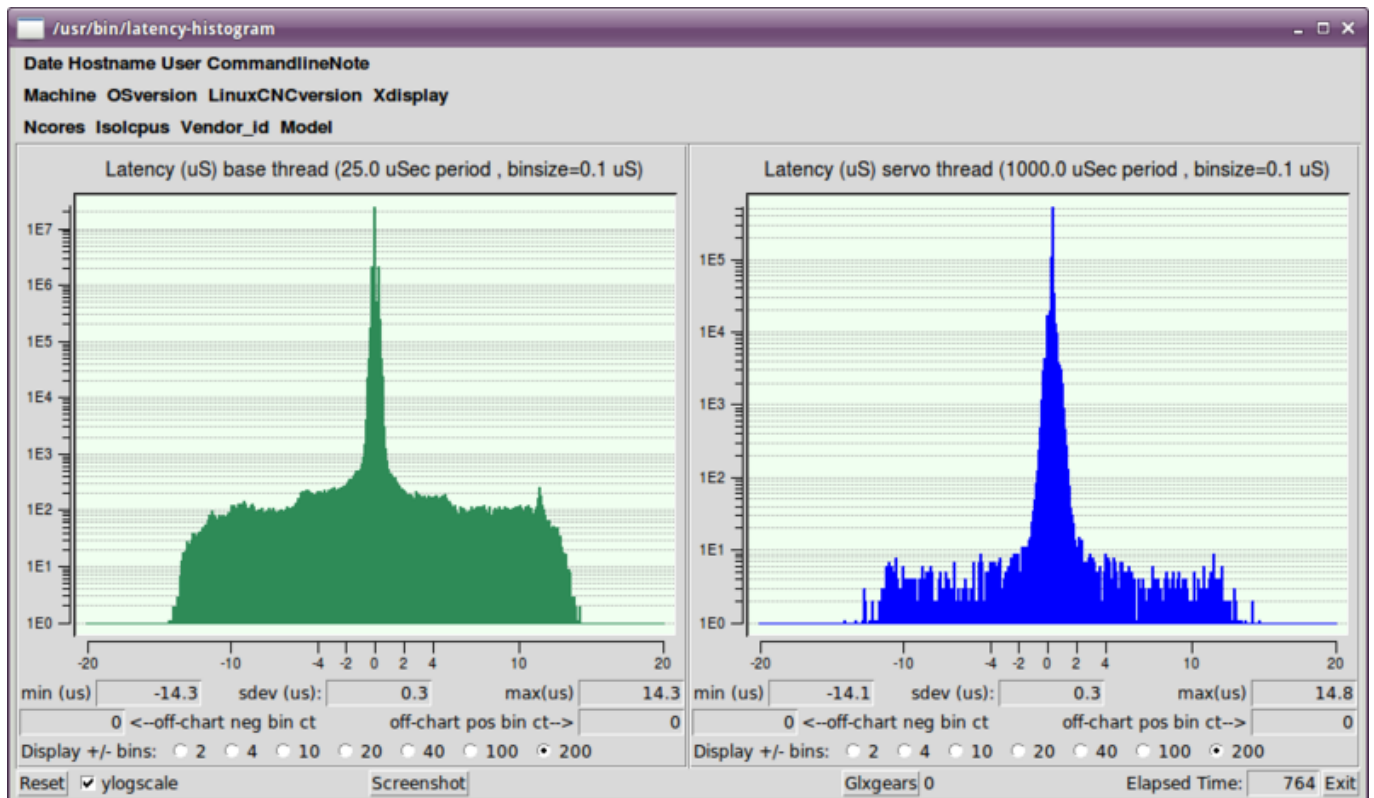 /usr/bin/latency-histogram
Date Hostname User CommandlineNote
Machine OSversion LinuxCNCversion Xdisplay
Ncores Isolcpus Vendor_id Model
Latency (uS) base thread (25.0 uSec period , binsize=0.1 uS)
1E7
1E6
1E5
1E4
1E3
1E2
1E1
1E0
-20 -10 -4 -2 0 2 4 10 20
min (us) -14.3 sdev (us): 0.3 max(us) 14.3
0 <--off-chart neg bin ct off-chart pos bin ct--> 0
Display +/- bins: 2 4 10 20 40 100 200
Latency (uS) servo thread (1000.0 uSec period , binsize=0.1 uS)
1E5
1E4
1E3
1E2
1E1
1E0
-20 -10 -4 -2 0 2 4 10 20
min (us) -14.1 sdev (us): 0.3 max(us) 14.8
0 <--off-chart neg bin ct off-chart pos bin ct--> 0
Display +/- bins: 2 4 10 20 40 100 200
Reset ylogscale Screenshot Glxgears 0 Elapsed Time: 764 Exit